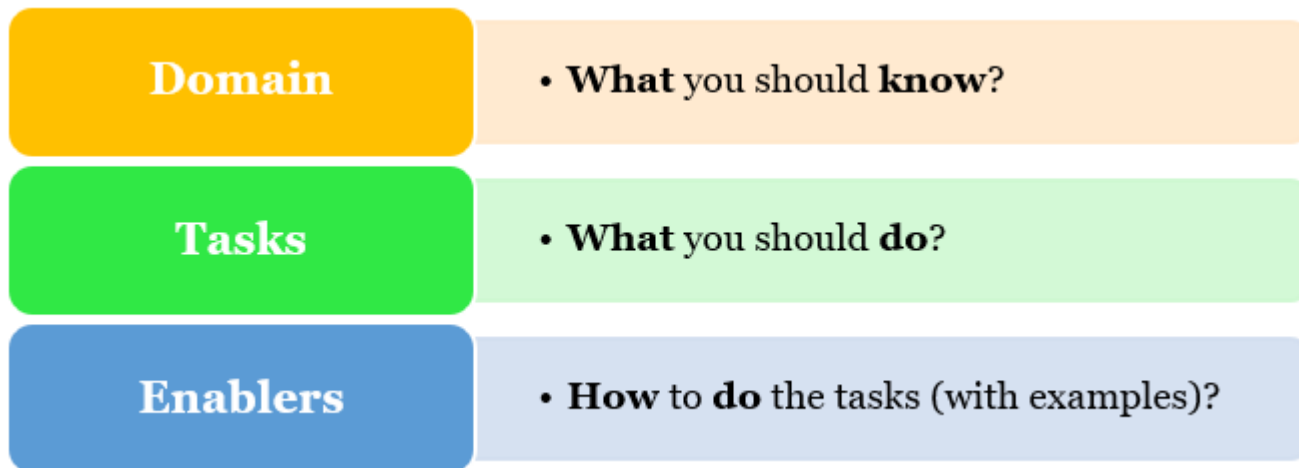 Domain
• What you should know?
Tasks
• What you should do?
Enablers
• How to do the tasks (with examples)?